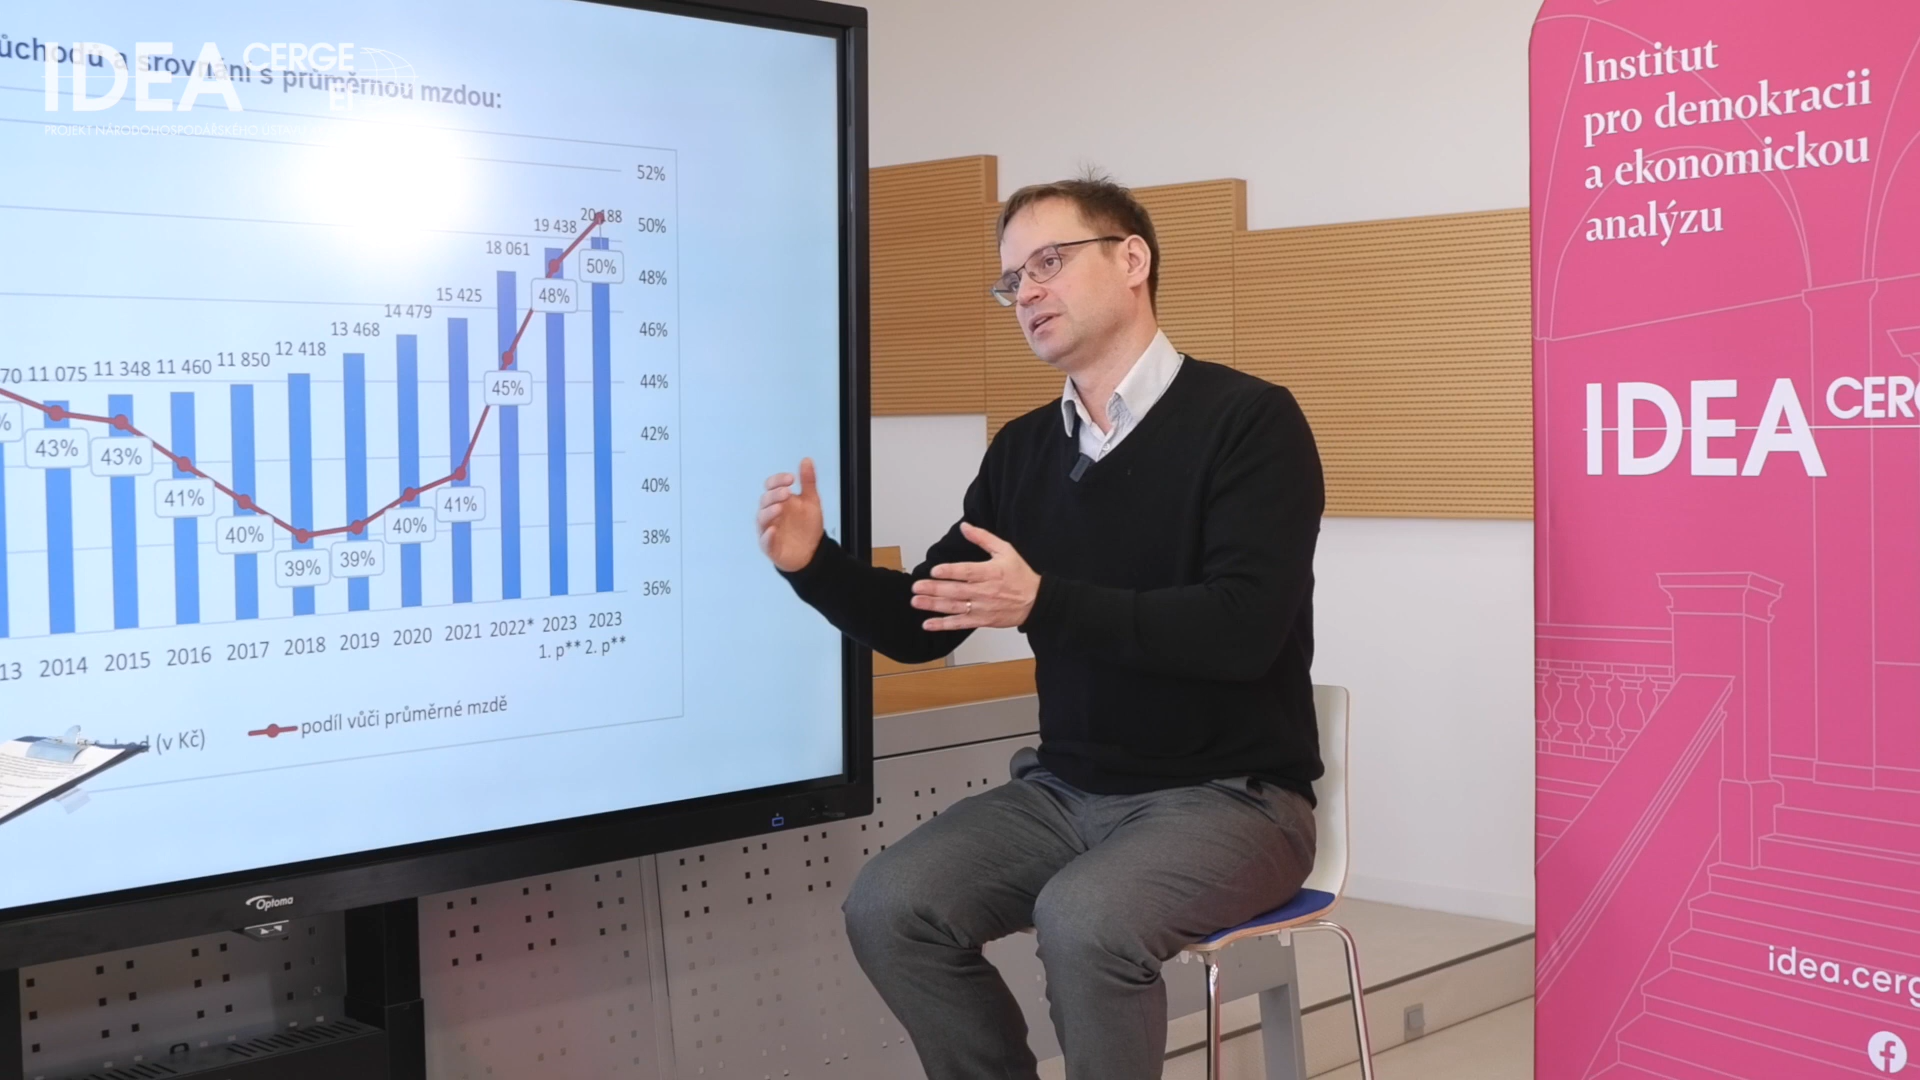 ůchodů a srovnání s průměrnou mzdou:
IDEA CERGE EI
PROJEKT NÁRODOHOSPODÁŘSKÉHO ÚSTAVU
52%
50%
48%
46%
44%
42%
40%
38%
36%
70 11 075 11 348 11 460 11 850 12 418 13 468 14 479 15 425 18 061 19 438 20 188
% 43% 43% 41% 40% 39% 39% 40% 41% 45% 48% 50%
13 2014 2015 2016 2017 2018 2019 2020 2021 2022* 2023 2023
1. p** 2. p**
(v Kč) podíl vůči průměrné mzdě
Optoma
Institut
pro demokracii
a ekonomickou
analýzu
IDEA CERG
idea.cerg